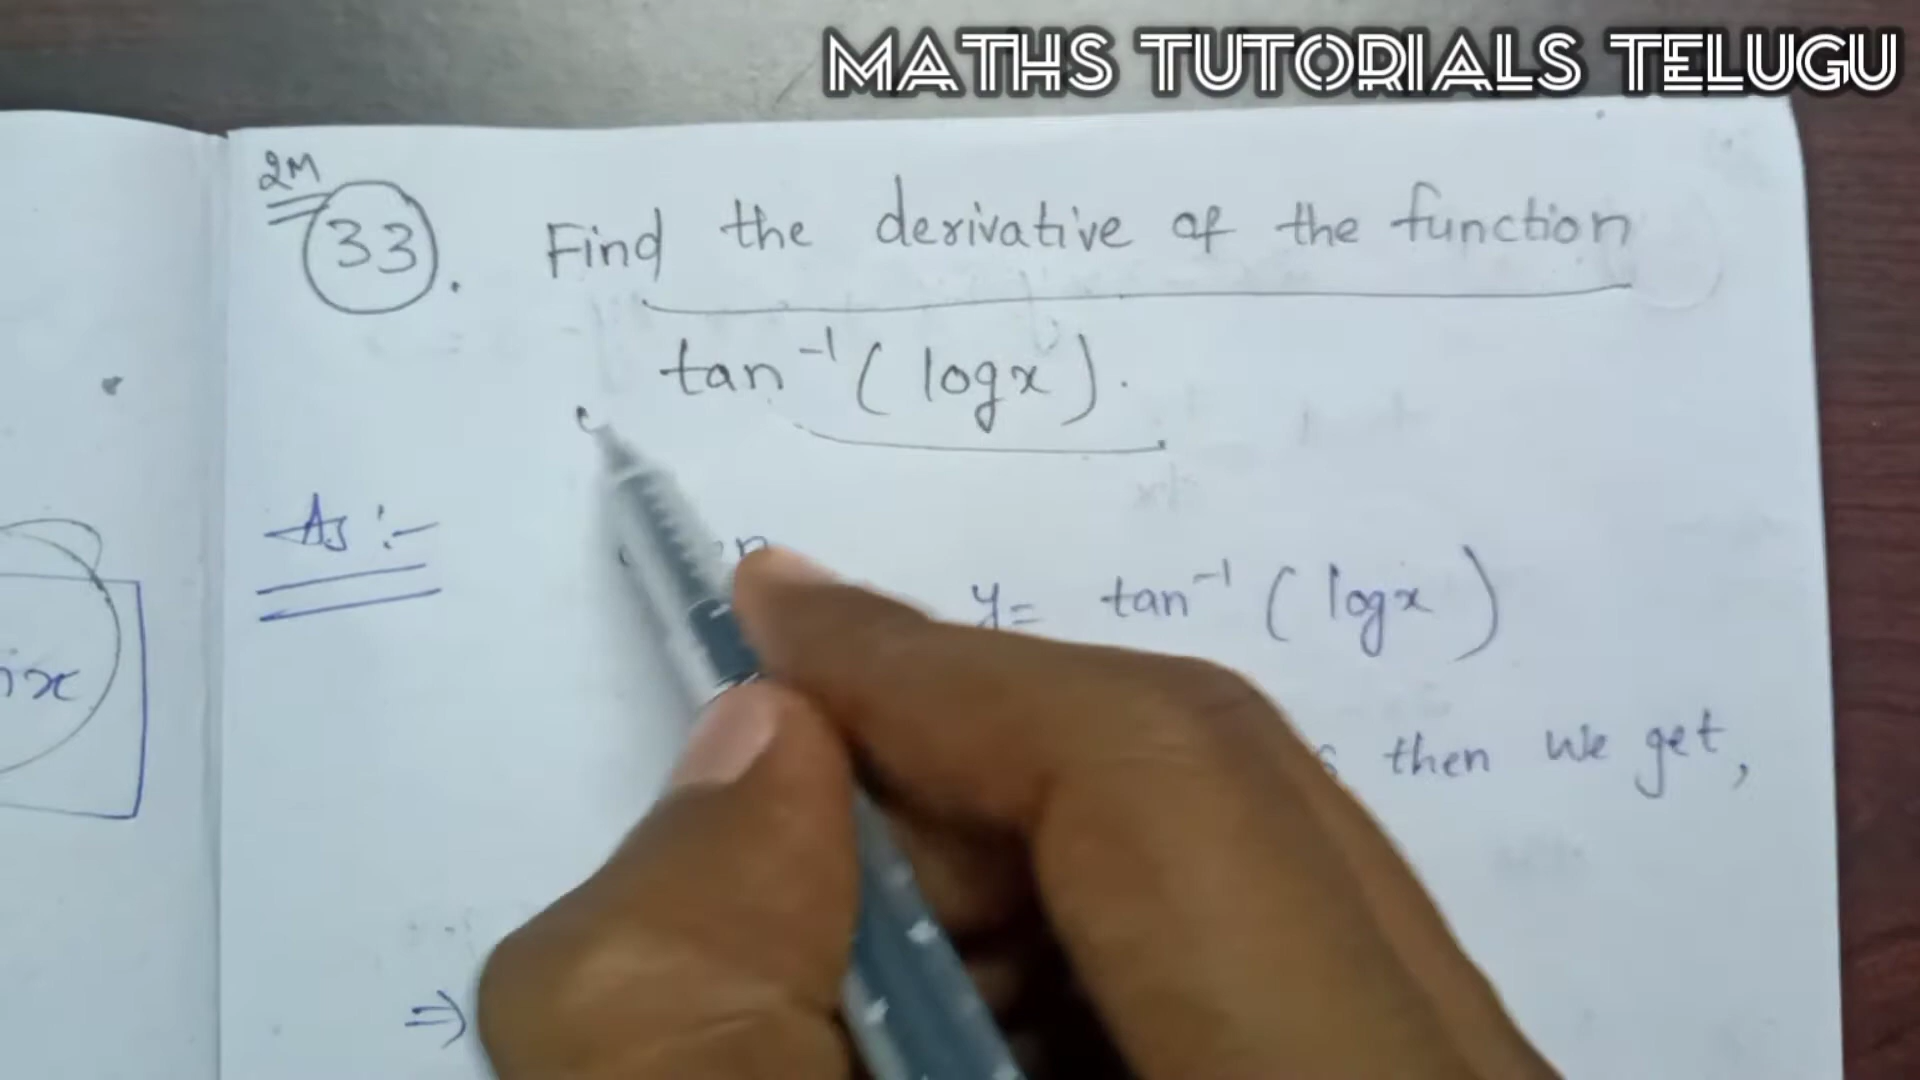 MATHS TUTORIALS TELUGU
2M
33. Find the derivative of the function
tan⁻¹(logx).
As :-
y = tan⁻¹(logx)
then we get,
⇒